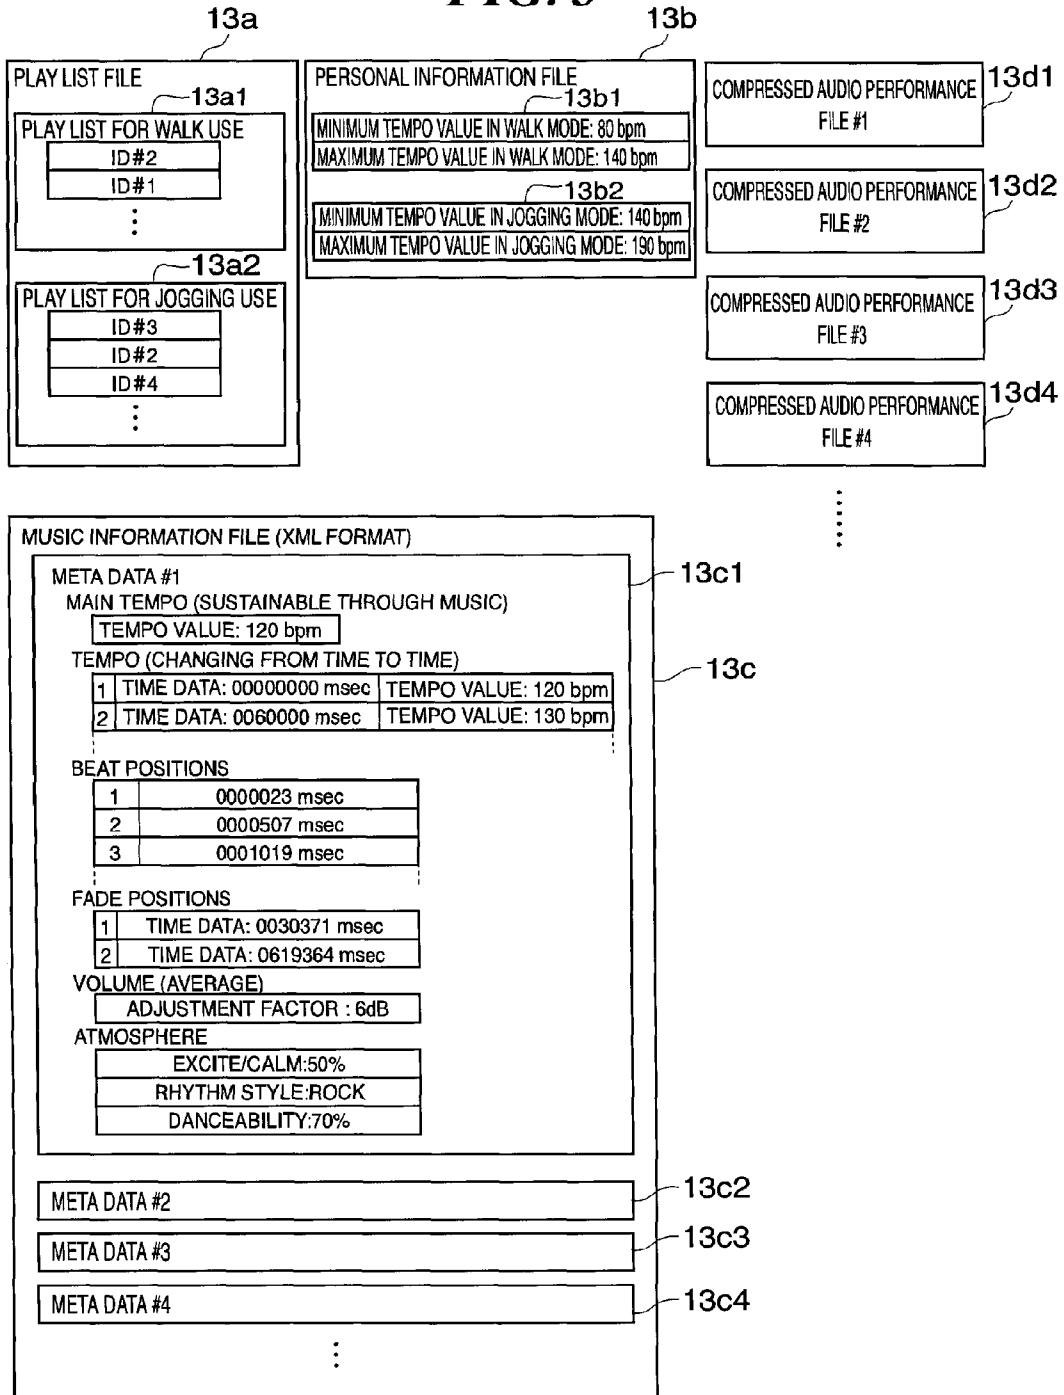 13a
PLAY LIST FILE
13a1
PLAY LIST FOR WALK USE
ID#2
ID#1
13a2
PLAY LIST FOR JOGGING USE
ID#3
ID#2
ID#4
13b
PERSONAL INFORMATION FILE
13b1
MINIMUM TEMPO VALUE IN WALK MODE: 80 bpm
MAXIMUM TEMPO VALUE IN WALK MODE: 140 bpm
13b2
MINIMUM TEMPO VALUE IN JOGGING MODE: 140 bpm
MAXIMUM TEMPO VALUE IN JOGGING MODE: 190 bpm
COMPRESSED AUDIO PERFORMANCE
FILE #1
13d1
COMPRESSED AUDIO PERFORMANCE
FILE #2
13d2
COMPRESSED AUDIO PERFORMANCE
FILE #3
13d3
COMPRESSED AUDIO PERFORMANCE
FILE #4
13d4
MUSIC INFORMATION FILE (XML FORMAT)
META DATA #1
13c1
MAIN TEMPO (SUSTAINABLE THROUGH MUSIC)
TEMPO VALUE: 120 bpm
TEMPO (CHANGING FROM TIME TO TIME)
13c
1 TIME DATA: 00000000 msec TEMPO VALUE: 120 bpm
2 TIME DATA: 0060000 msec TEMPO VALUE: 130 bpm
BEAT POSITIONS
1 0000023 msec
2 0000507 msec
3 0001019 msec
FADE POSITIONS
1 TIME DATA: 0030371 msec
2 TIME DATA: 0619364 msec
VOLUME (AVERAGE)
ADJUSTMENT FACTOR : 6dB
ATMOSPHERE
EXCITE/CALM:50%
RHYTHM STYLE:ROCK
DANCEABILITY:70%
META DATA #2
13c2
META DATA #3
13c3
META DATA #4
13c4